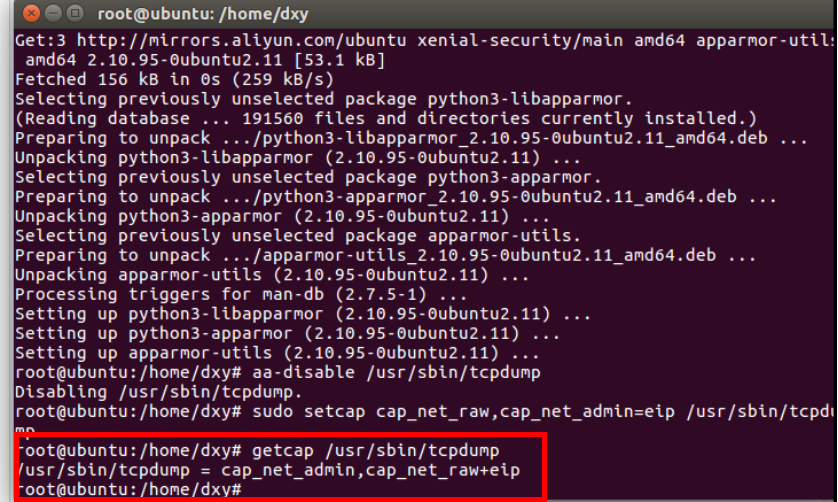 root@ubuntu: /home/dxy
Get:3 http://mirrors.aliyun.com/ubuntu xenial-security/main amd64 apparmor-utils
 amd64 2.10.95-0ubuntu2.11 [53.1 kB]
Fetched 156 kB in 0s (259 kB/s)
Selecting previously unselected package python3-libapparmor.
(Reading database ... 191560 files and directories currently installed.)
Preparing to unpack .../python3-libapparmor_2.10.95-0ubuntu2.11_amd64.deb ...
Unpacking python3-libapparmor (2.10.95-0ubuntu2.11) ...
Selecting previously unselected package python3-apparmor.
Preparing to unpack .../python3-apparmor_2.10.95-0ubuntu2.11_amd64.deb ...
Unpacking python3-apparmor (2.10.95-0ubuntu2.11) ...
Selecting previously unselected package apparmor-utils.
Preparing to unpack .../apparmor-utils_2.10.95-0ubuntu2.11_amd64.deb ...
Unpacking apparmor-utils (2.10.95-0ubuntu2.11) ...
Processing triggers for man-db (2.7.5-1) ...
Setting up python3-libapparmor (2.10.95-0ubuntu2.11) ...
Setting up python3-apparmor (2.10.95-0ubuntu2.11) ...
Setting up apparmor-utils (2.10.95-0ubuntu2.11) ...
root@ubuntu:/home/dxy# aa-disable /usr/sbin/tcpdump
Disabling /usr/sbin/tcpdump.
root@ubuntu:/home/dxy# sudo setcap cap_net_raw,cap_net_admin=eip /usr/sbin/tcpdu
mp
root@ubuntu:/home/dxy# getcap /usr/sbin/tcpdump
/usr/sbin/tcpdump = cap_net_admin,cap_net_raw+eip
root@ubuntu:/home/dxy#